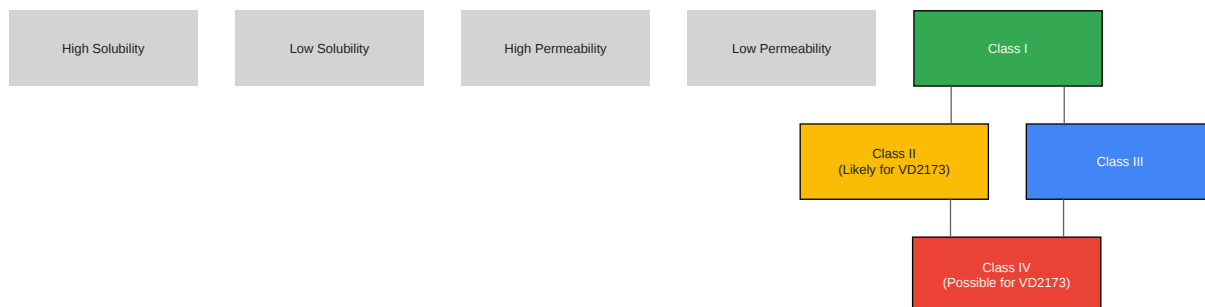 High Solubility
Low Solubility
High Permeability
Low Permeability
Class I
Class II
(Likely for VD2173)
Class III
Class IV
(Possible for VD2173)